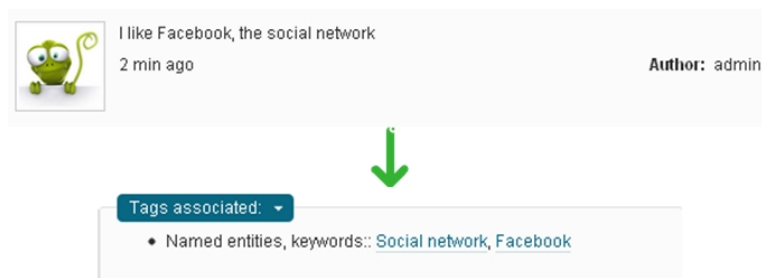 I like Facebook, the social network
2 min ago
Author: admin
Tags associated:
Named entities, keywords:: Social network, Facebook